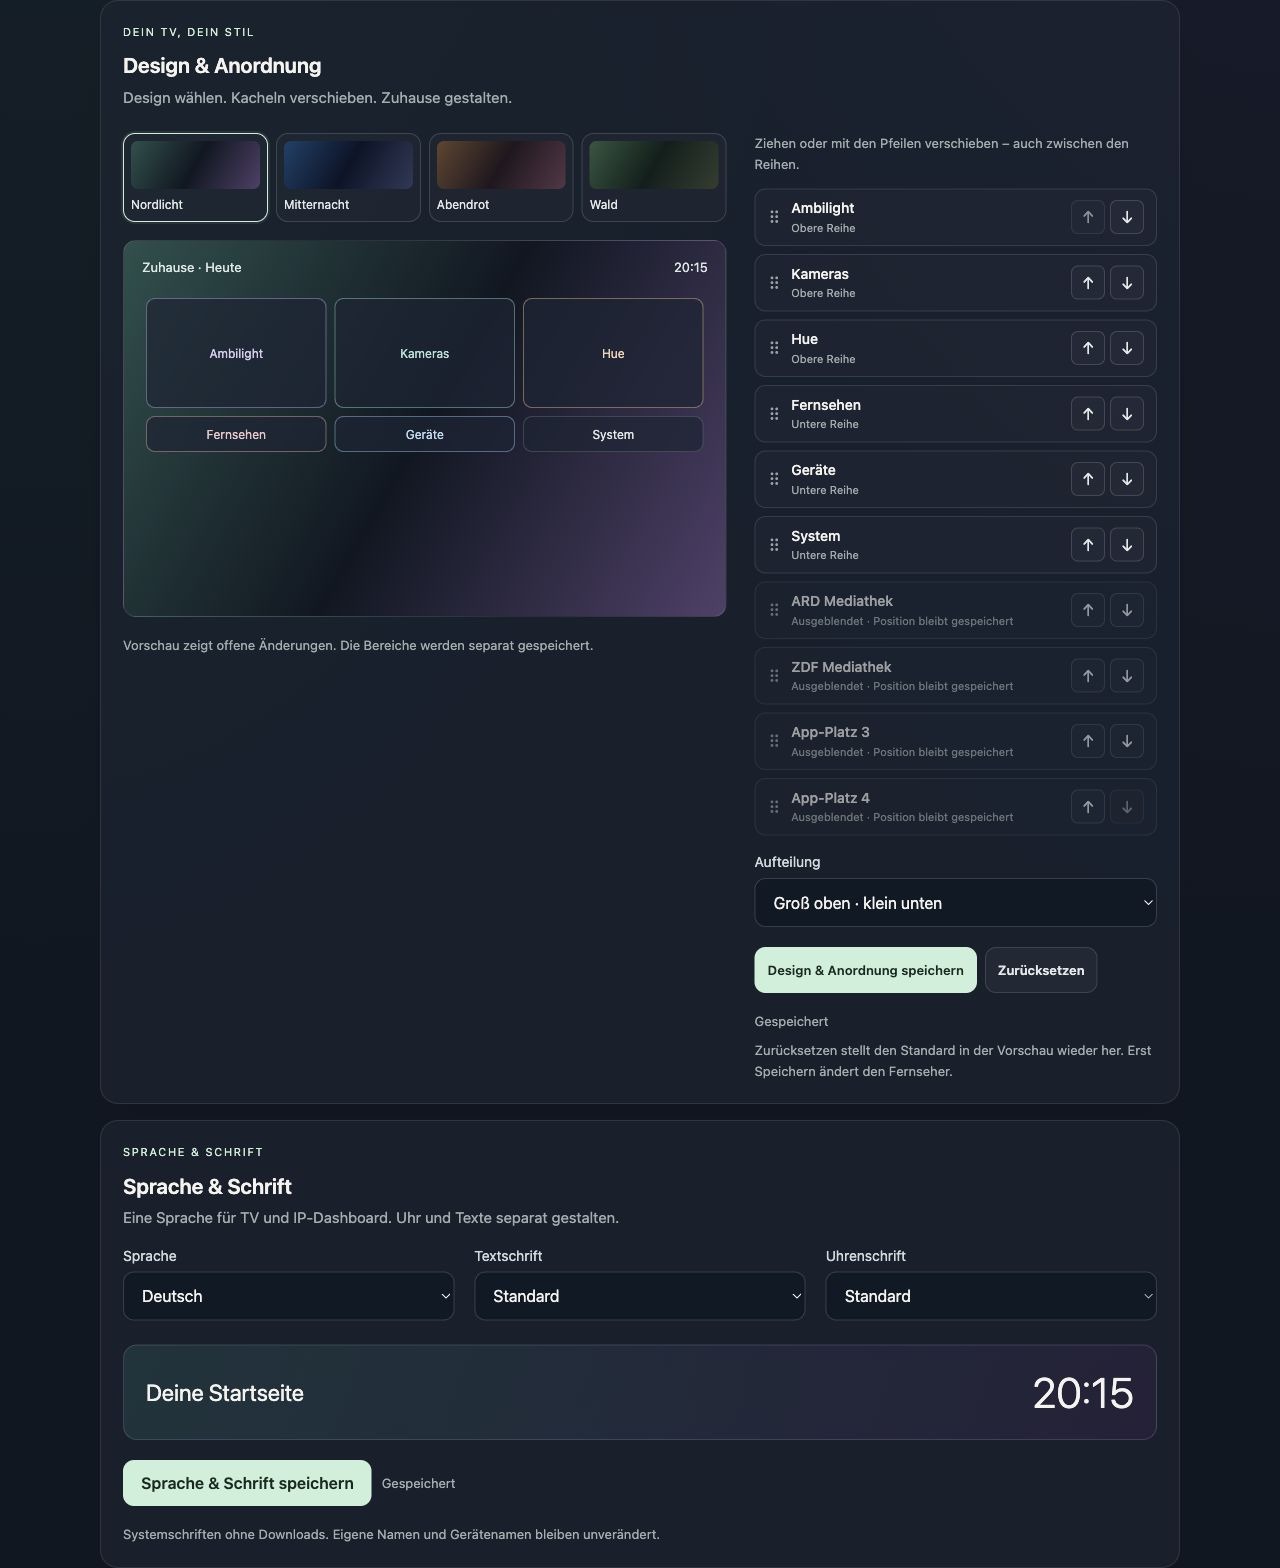 DEIN TV, DEIN STIL
Design & Anordnung
Design wählen. Kacheln verschieben. Zuhause gestalten.
Nordlicht
Mitternacht
Abendrot
Wald
Zuhause · Heute
20:15
Ambilight
Kameras
Hue
Fernsehen
Geräte
System
Vorschau zeigt offene Änderungen. Die Bereiche werden separat gespeichert.
Ziehen oder mit den Pfeilen verschieben – auch zwischen den
Reihen.
Ambilight
Obere Reihe
Kameras
Obere Reihe
Hue
Obere Reihe
Fernsehen
Untere Reihe
Geräte
Untere Reihe
System
Untere Reihe
ARD Mediathek
Ausgeblendet · Position bleibt gespeichert
ZDF Mediathek
Ausgeblendet · Position bleibt gespeichert
App-Platz 3
Ausgeblendet · Position bleibt gespeichert
App-Platz 4
Ausgeblendet · Position bleibt gespeichert
Aufteilung
Groß oben · klein unten
Design & Anordnung speichern
Zurücksetzen
Gespeichert
Zurücksetzen stellt den Standard in der Vorschau wieder her. Erst
Speichern ändert den Fernseher.
SPRACHE & SCHRIFT
Sprache & Schrift
Eine Sprache für TV und IP-Dashboard. Uhr und Texte separat gestalten.
Sprache
Textschrift
Uhrenschrift
Deutsch
Standard
Standard
Deine Startseite
20:15
Sprache & Schrift speichern
Gespeichert
Systemschriften ohne Downloads. Eigene Namen und Gerätenamen bleiben unverändert.